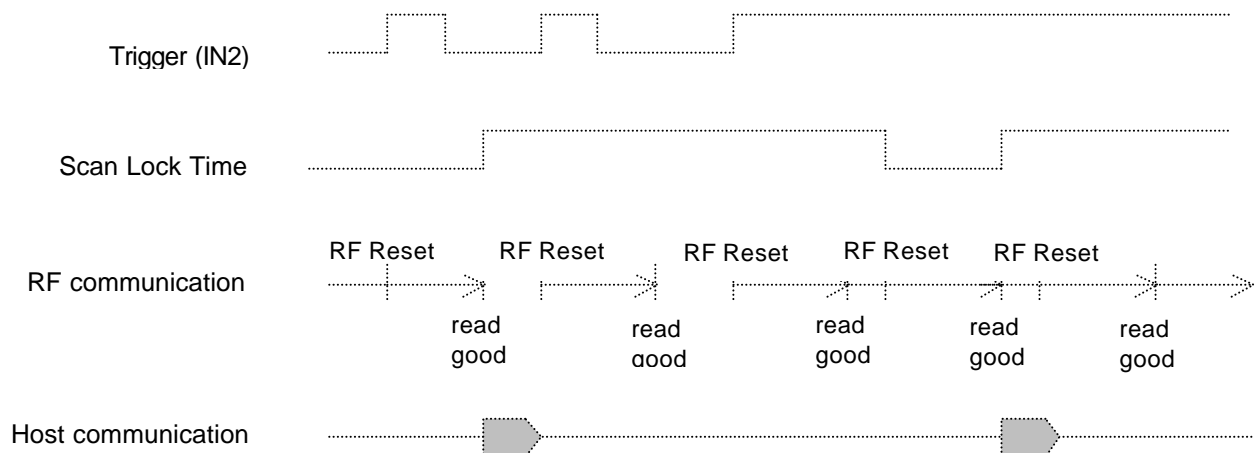 Trigger (IN2)
Scan Lock Time
RF Reset RF Reset RF Reset RF Reset RF Reset
RF communication
read read read read read
good good good good good
Host communication